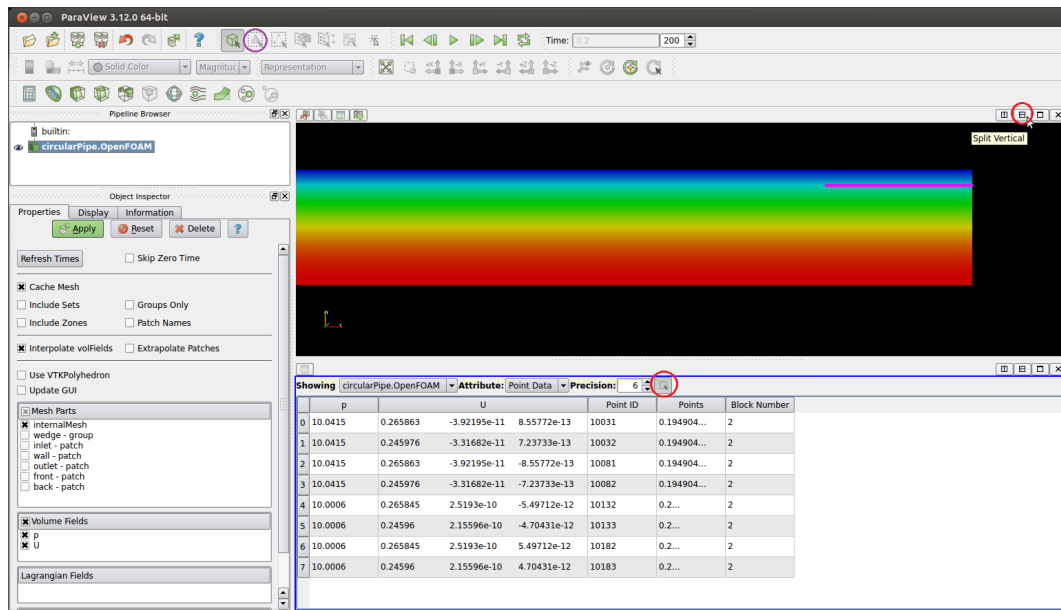 ParaView 3.12.0 64-bit
Time: 0.2 200
Solid Color Magnituc Representation
Pipeline Browser
builtin:
circularPipe.OpenFOAM
Split Vertical
Object Inspector
Properties Display Information
Apply Reset Delete ?
Refresh Times Skip Zero Time
Cache Mesh
Include Sets Groups Only
Include Zones Patch Names
Interpolate volFields Extrapolate Patches
Use VTKPolyhedron
Update GUI
Mesh Parts
internalMesh
wedge - group
inlet - patch
wall - patch
outlet - patch
front - patch
back - patch
Volume Fields
p
U
Lagrangian Fields
Showing circularPipe.OpenFOAM Attribute: Point Data Precision: 6
p U Point ID Points Block Number
0 10.0415 0.265863 -3.92195e-11 8.55772e-13 10031 0.194904... 2
1 10.0415 0.245976 -3.31682e-11 7.23733e-13 10032 0.194904... 2
2 10.0415 0.265863 -3.92195e-11 -8.55772e-13 10081 0.194904... 2
3 10.0415 0.245976 -3.31682e-11 -7.23733e-13 10082 0.194904... 2
4 10.0006 0.265845 2.5193e-10 -5.49712e-12 10132 0.2... 2
5 10.0006 0.24596 2.15596e-10 -4.70431e-12 10133 0.2... 2
6 10.0006 0.265845 2.5193e-10 5.49712e-12 10182 0.2... 2
7 10.0006 0.24596 2.15596e-10 4.70431e-12 10183 0.2... 2